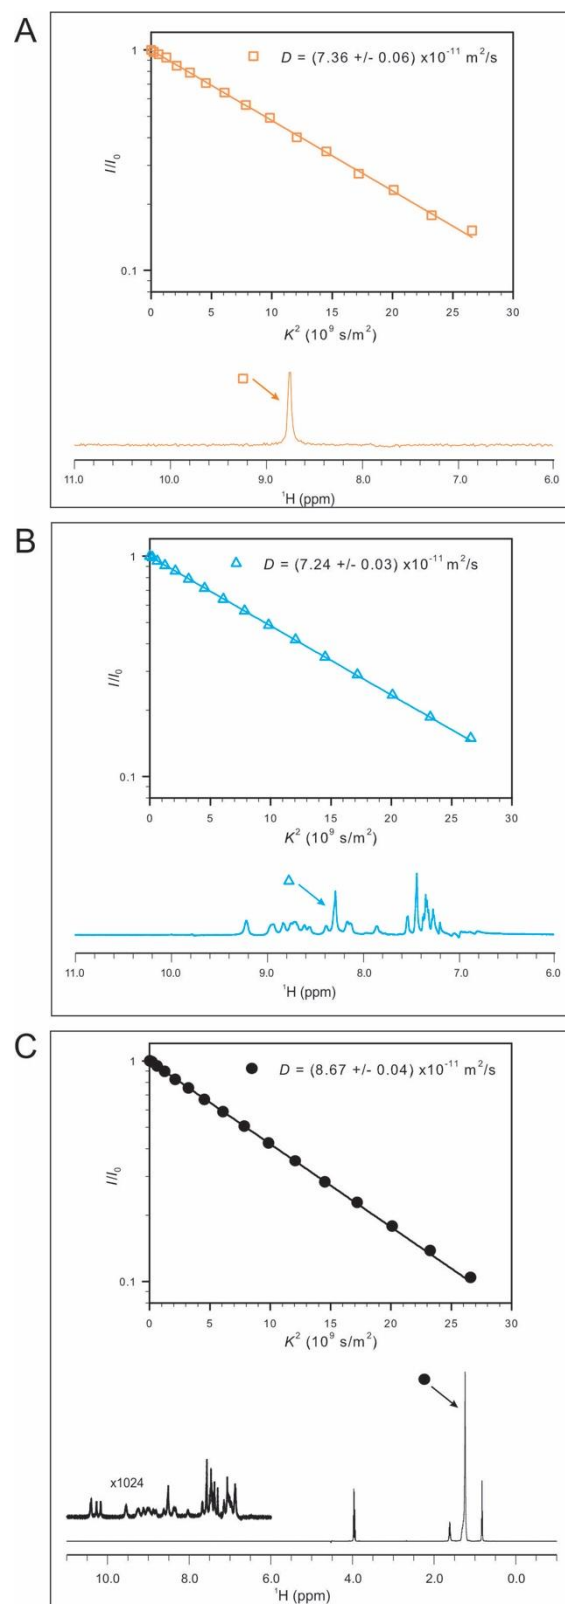 A
D = (7.36 +/- 0.06) x10⁻¹¹ m²/s
1
I/I₀
0.1
0 5 10 15 20 25 30
K² (10⁹ s/m²)
11.0 10.0 9.0 8.0 7.0 6.0
¹H (ppm)
B
D = (7.24 +/- 0.03) x10⁻¹¹ m²/s
1
I/I₀
0.1
0 5 10 15 20 25 30
K² (10⁹ s/m²)
11.0 10.0 9.0 8.0 7.0 6.0
¹H (ppm)
C
D = (8.67 +/- 0.04) x10⁻¹¹ m²/s
1
I/I₀
0.1
0 5 10 15 20 25 30
K² (10⁹ s/m²)
x1024
10.0 8.0 6.0 4.0 2.0 0.0
¹H (ppm)